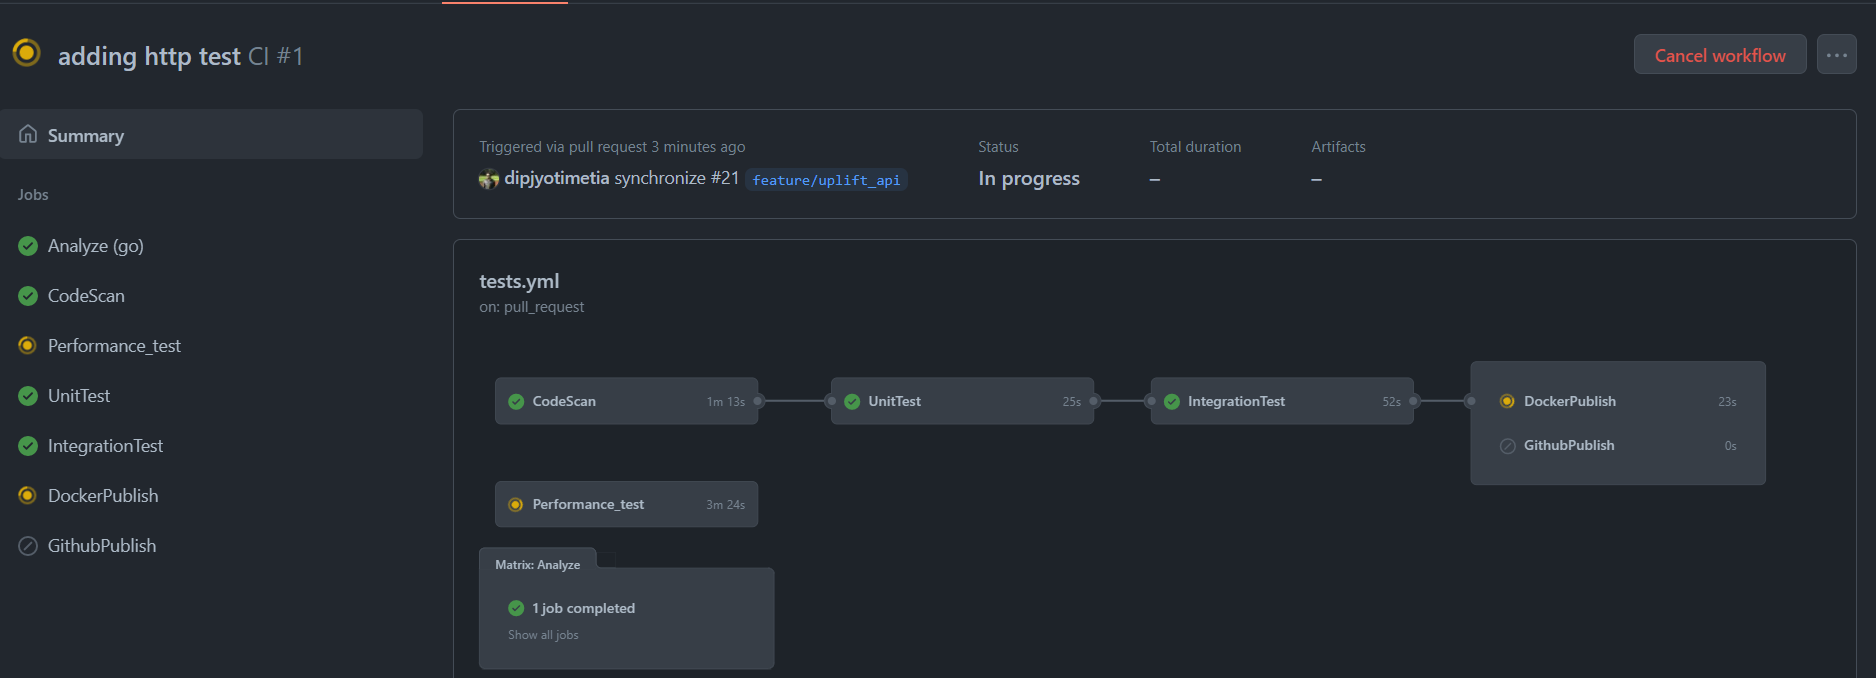 adding http test CI #1
Cancel workflow
Summary
Jobs
Analyze (go)
CodeScan
Performance_test
UnitTest
IntegrationTest
DockerPublish
GithubPublish
Triggered via pull request 3 minutes ago
dipjyotimetia synchronize #21 feature/uplift_api
Status
In progress
Total duration
–
Artifacts
–
tests.yml
on: pull_request
CodeScan 1m 13s
UnitTest 25s
IntegrationTest 52s
DockerPublish 23s
GithubPublish 0s
Performance_test 3m 24s
Matrix: Analyze
1 job completed
Show all jobs